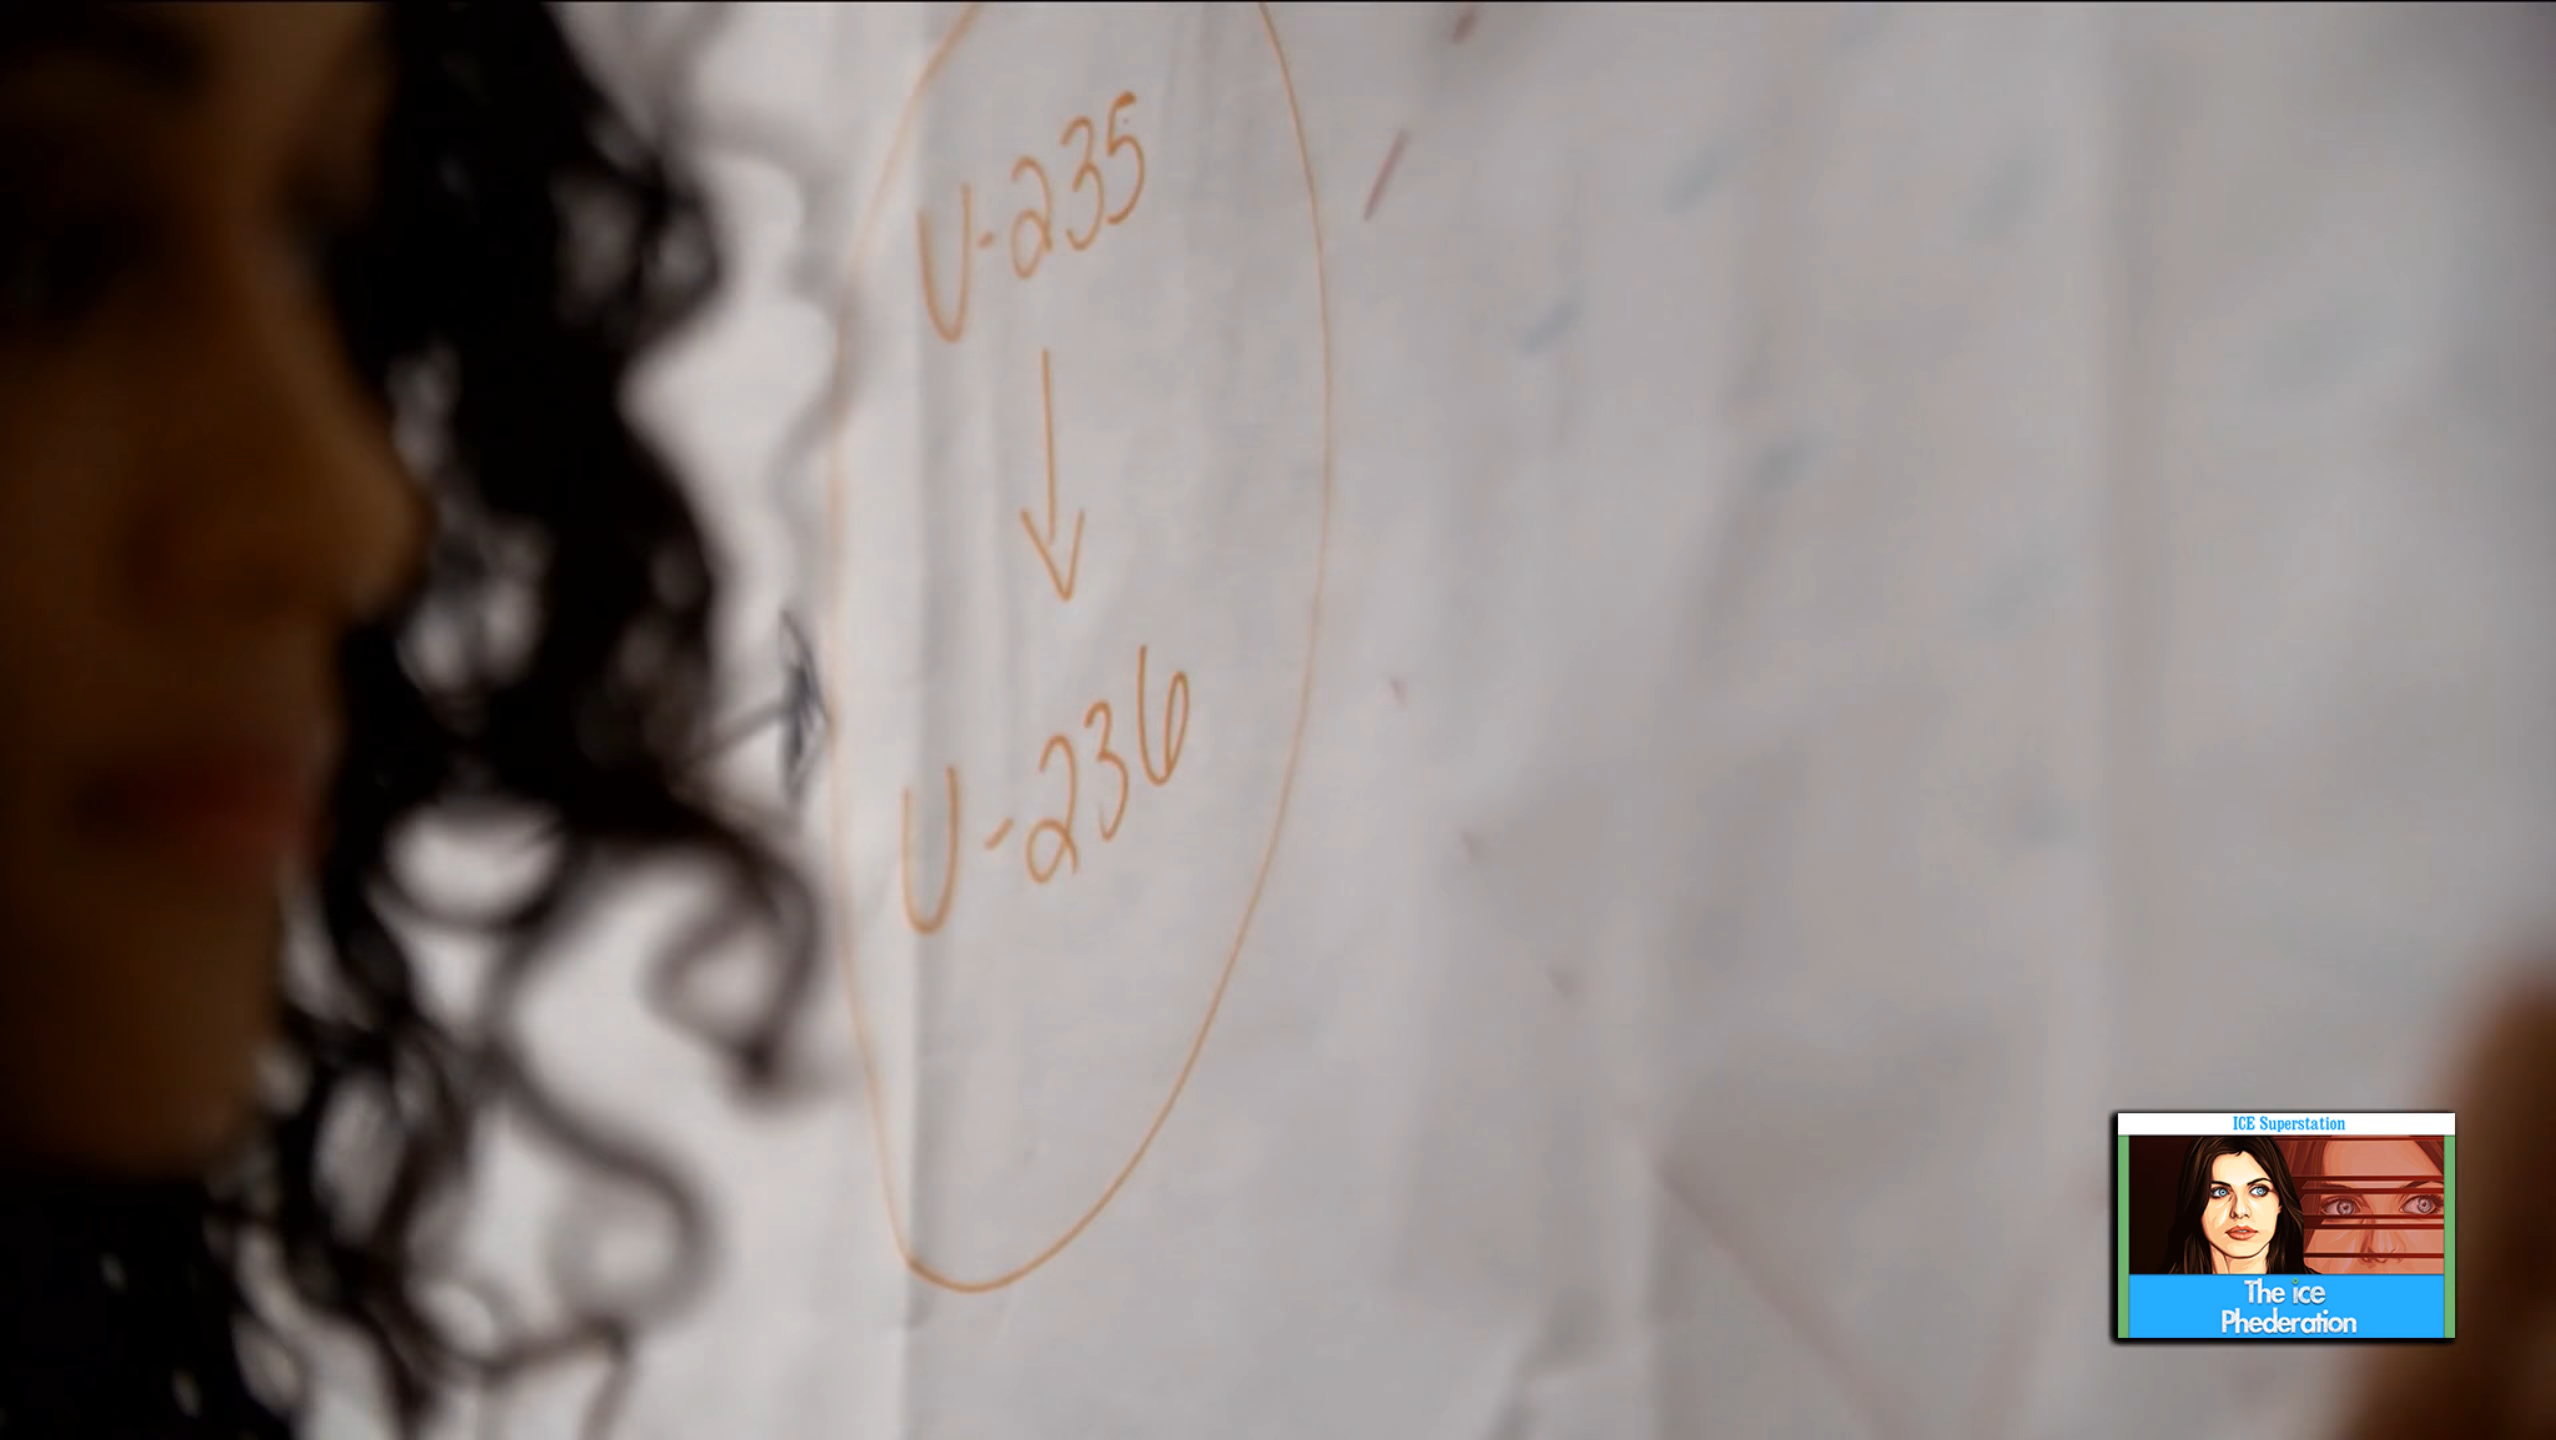 U-235
U-236
ICE Superstation
The ice
Phederation